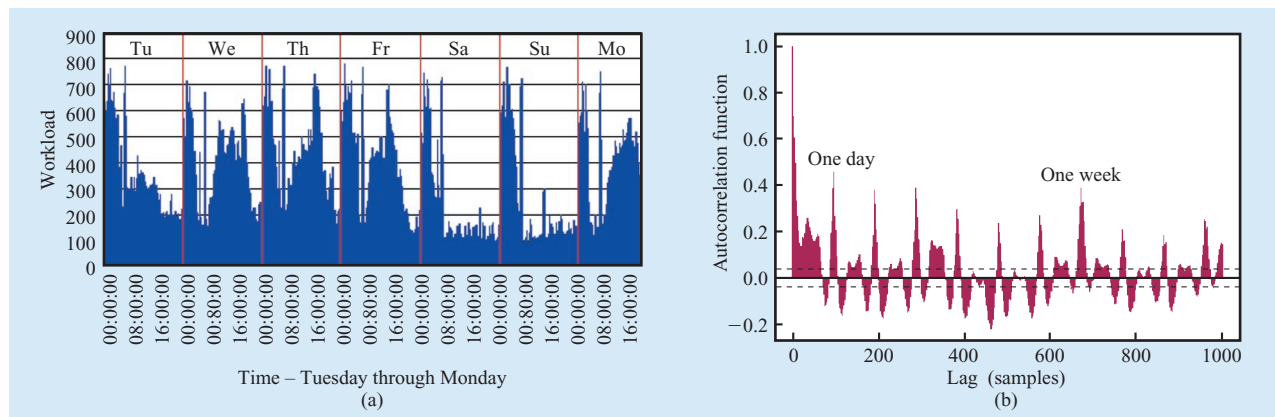 900
800
700
600
500
400
300
200
100
0
Workload
Tu
We
Th
Fr
Sa
Su
Mo
00:00:00
08:00:00
16:00:00
00:00:00
00:80:00
16:00:00
00:00:00
08:00:00
16:00:00
00:00:00
00:80:00
16:00:00
00:00:00
08:00:00
16:00:00
00:00:00
00:80:00
16:00:00
00:00:00
08:00:00
16:00:00
Time – Tuesday through Monday
(a)
Autocorrelation function
1.0
0.8
0.6
0.4
0.2
0.0
−0.2
One day
One week
0
200
400
600
800
1000
Lag (samples)
(b)